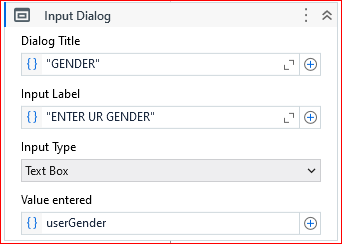 Input Dialog
Dialog Title
{} "GENDER"
Input Label
{} "ENTER UR GENDER"
Input Type
Text Box
Value entered
{} userGender